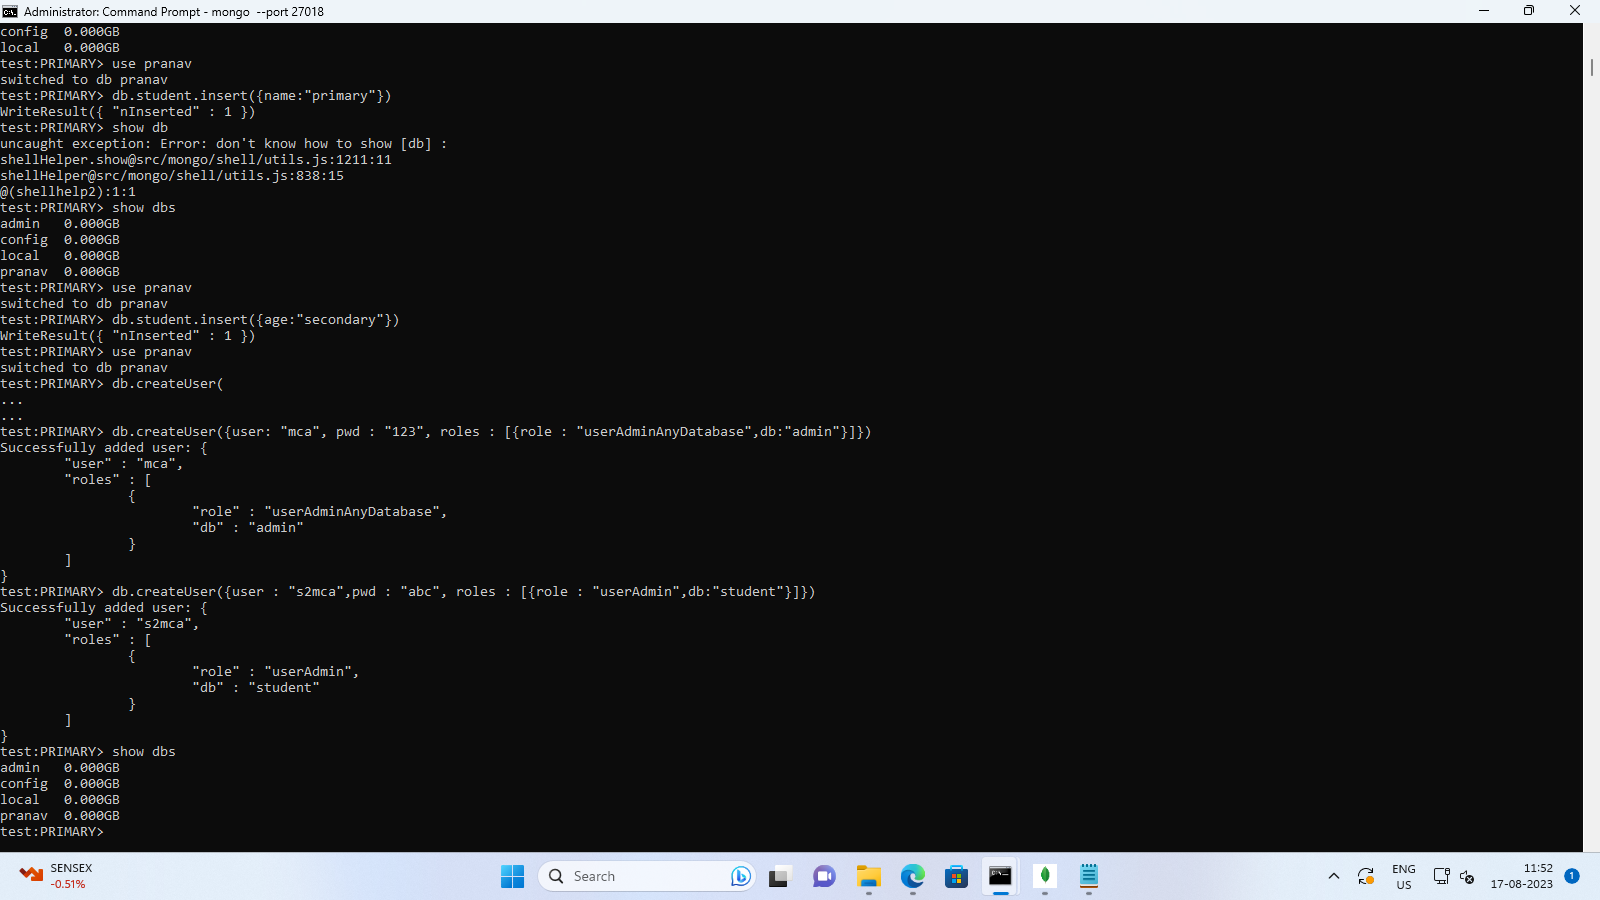 Administrator: Command Prompt - mongo  --port 27018
config  0.000GB
local   0.000GB
test:PRIMARY> use pranav
switched to db pranav
test:PRIMARY> db.student.insert({name:"primary"})
WriteResult({ "nInserted" : 1 })
test:PRIMARY> show db
uncaught exception: Error: don't know how to show [db] :
shellHelper.show@src/mongo/shell/utils.js:1211:11
shellHelper@src/mongo/shell/utils.js:838:15
@(shellhelp2):1:1
test:PRIMARY> show dbs
admin   0.000GB
config  0.000GB
local   0.000GB
pranav  0.000GB
test:PRIMARY> use pranav
switched to db pranav
test:PRIMARY> db.student.insert({age:"secondary"})
WriteResult({ "nInserted" : 1 })
test:PRIMARY> use pranav
switched to db pranav
test:PRIMARY> db.createUser(
...
...
test:PRIMARY> db.createUser({user: "mca", pwd : "123", roles : [{role : "userAdminAnyDatabase",db:"admin"}]})
Successfully added user: {
        "user" : "mca",
        "roles" : [
                {
                        "role" : "userAdminAnyDatabase",
                        "db" : "admin"
                }
        ]
}
test:PRIMARY> db.createUser({user : "s2mca",pwd : "abc", roles : [{role : "userAdmin",db:"student"}]})
Successfully added user: {
        "user" : "s2mca",
        "roles" : [
                {
                        "role" : "userAdmin",
                        "db" : "student"
                }
        ]
}
test:PRIMARY> show dbs
admin   0.000GB
config  0.000GB
local   0.000GB
pranav  0.000GB
test:PRIMARY>
SENSEX
-0.51%
Search
ENG
US
11:52
17-08-2023
1